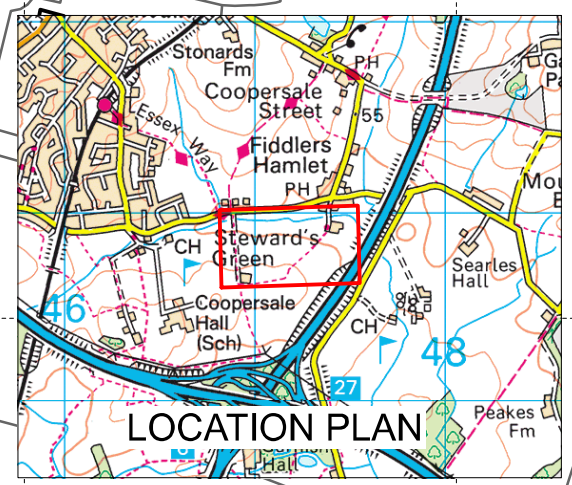 Stonards
Fm
PH
Coopersale
Street
55
Essex Way
Fiddlers
Hamlet
PH
CH
Steward's
Green
Searles
Hall
46
Coopersale
Hall
(Sch)
CH
48
27
Peakes
Fm
LOCATION PLAN
Hall